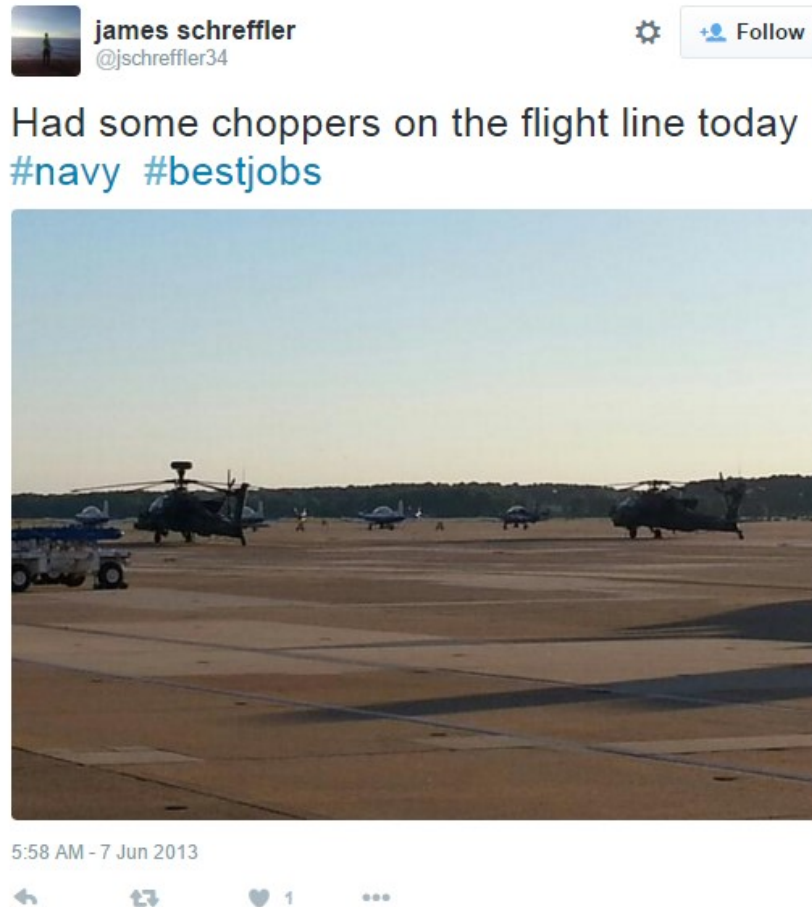 james schreffler
@jschreffler34
Follow
Had some choppers on the flight line today
#navy #bestjobs
5:58 AM - 7 Jun 2013
1